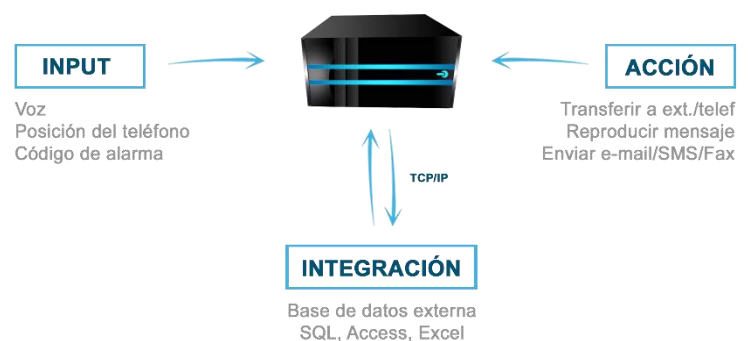 INPUT
Voz
Posición del teléfono
Código de alarma
ACCIÓN
Transferir a ext./telef
Reproducir mensaje
Enviar e-mail/SMS/Fax
TCP/IP
INTEGRACIÓN
Base de datos externa
SQL, Access, Excel